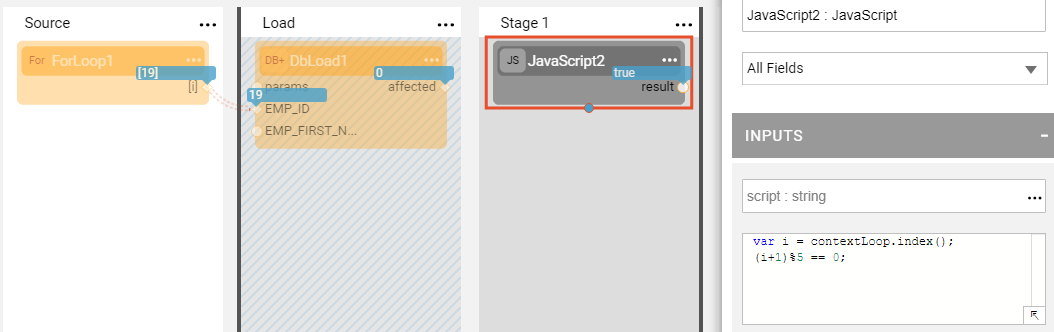 Source ...
Load ...
Stage 1 ...
For ForLoop1 ...
[19]
[i]
DB+ DbLoad1 ...
0
params affected
19
EMP_ID
EMP_FIRST_N...
JS JavaScript2 ...
true
result
JavaScript2 : JavaScript
All Fields
INPUTS -
script : string ...
var i = contextLoop.index();
(i+1)%5 == 0;